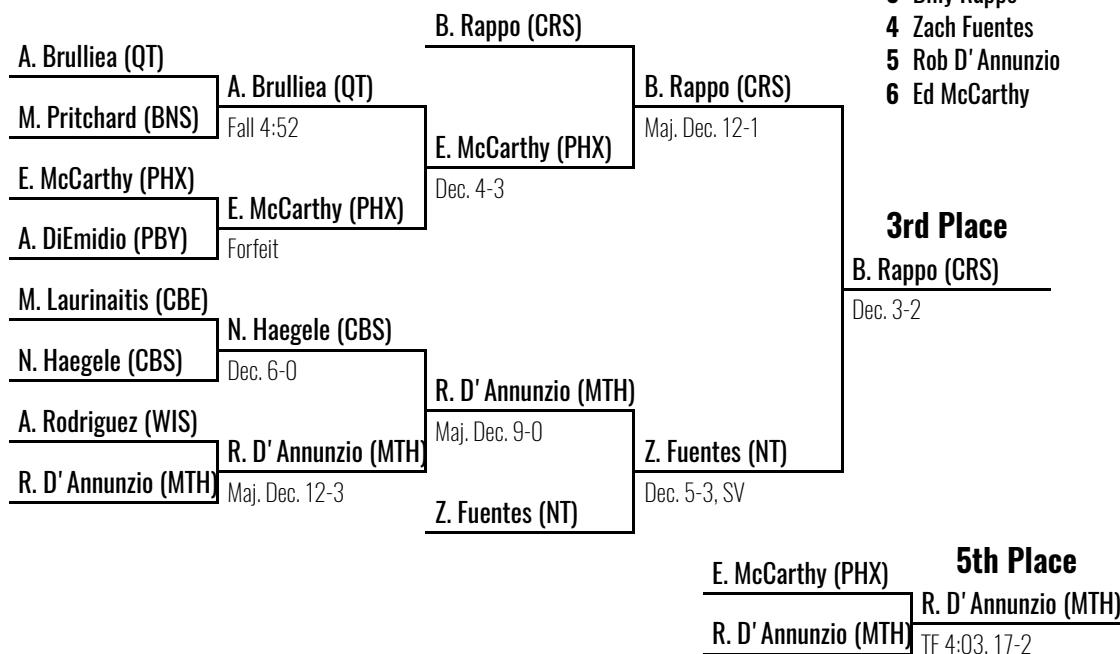 B. Rappo (CRS)
4 Zach Fuentes
5 Rob D'Annunzio
6 Ed McCarthy
A. Brulliea (QT)
M. Pritchard (BNS)
A. Brulliea (QT)
Fall 4:52
B. Rappo (CRS)
Maj. Dec. 12-1
E. McCarthy (PHX)
Dec. 4-3
E. McCarthy (PHX)
A. DiEmidio (PBY)
E. McCarthy (PHX)
Forfeit
3rd Place
B. Rappo (CRS)
Dec. 3-2
M. Laurinaitis (CBE)
N. Haegele (CBS)
N. Haegele (CBS)
Dec. 6-0
R. D'Annunzio (MTH)
Maj. Dec. 9-0
A. Rodriguez (WIS)
R. D'Annunzio (MTH)
R. D'Annunzio (MTH)
Maj. Dec. 12-3
Z. Fuentes (NT)
Dec. 5-3, SV
Z. Fuentes (NT)
5th Place
E. McCarthy (PHX)
R. D'Annunzio (MTH)
R. D'Annunzio (MTH)
TF 4:03, 17-2